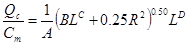 Q_c/C_m = 1/A (BL^C + 0.25R^2)^0.50 L^D